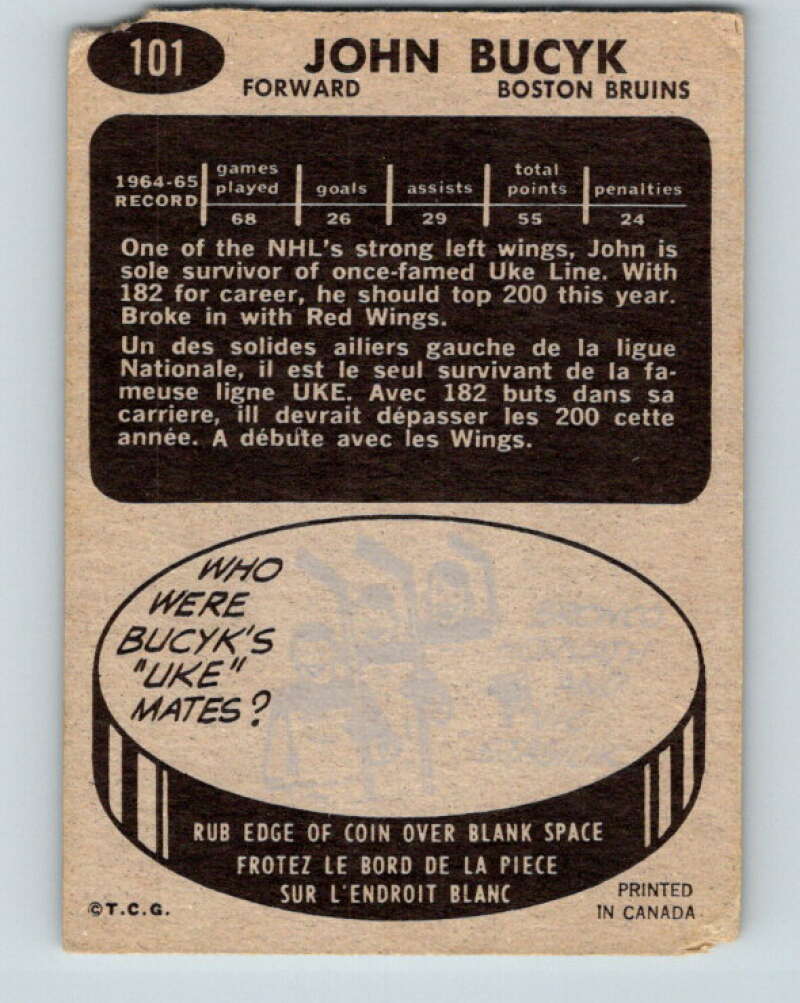 101
JOHN BUCYK
FORWARD BOSTON BRUINS
1964-65 RECORD games played goals assists total points penalties
68 26 29 55 24
One of the NHL's strong left wings, John is
sole survivor of once-famed Uke Line. With
182 for career, he should top 200 this year.
Broke in with Red Wings.
Un des solides ailiers gauche de la ligue
Nationale, il est le seul survivant de la fa-
meuse ligne UKE. Avec 182 buts dans sa
carriere, ill devrait dépasser les 200 cette
année. A débute avec les Wings.
WHO
WERE
BUCYK'S
"UKE"
MATES?
RUB EDGE OF COIN OVER BLANK SPACE
FROTEZ LE BORD DE LA PIECE
SUR L'ENDROIT BLANC
©T.C.G.
PRINTED
IN CANADA